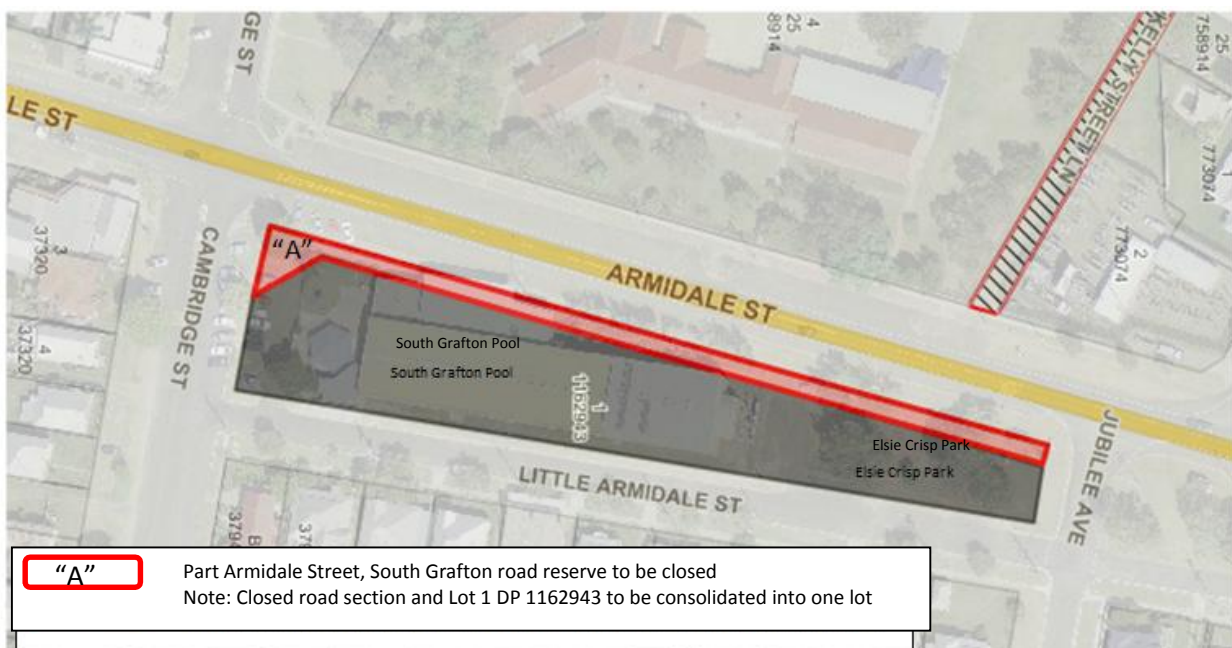 GE ST
4
25
8914
KELLY STREET LN
25
758914
1
773074
2
773074
LE ST
"A"
CAMBRIDGE ST
3
37320
4
37320
ARMIDALE ST
South Grafton Pool
South Grafton Pool
1
1162943
Elsie Crisp Park
Elsie Crisp Park
JUBILEE AVE
LITTLE ARMIDALE ST
"A"
Part Armidale Street, South Grafton road reserve to be closed
Note: Closed road section and Lot 1 DP 1162943 to be consolidated into one lot